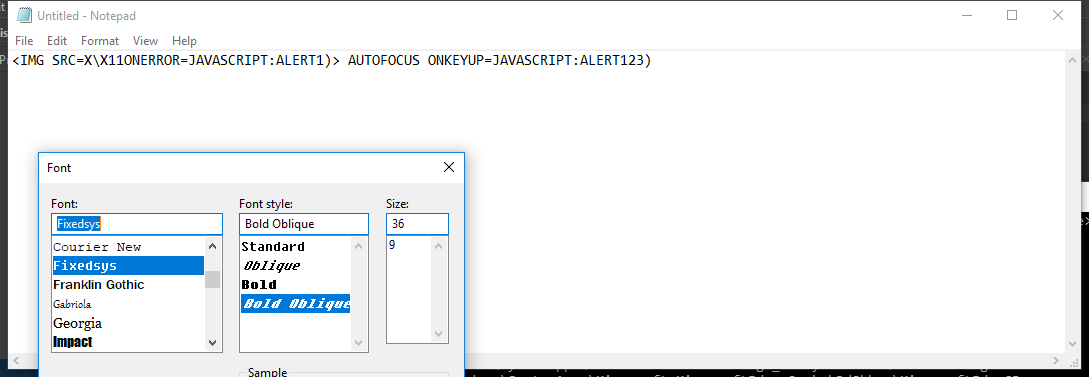 Untitled - Notepad
File Edit Format View Help
<IMG SRC=X\X11ONERROR=JAVASCRIPT:ALERT1)> AUTOFOCUS ONKEYUP=JAVASCRIPT:ALERT123)
Font
Font: Font style: Size:
Fixedsys Bold Oblique 36
Courier New Standard 9
Fixedsys Oblique
Franklin Gothic Bold
Gabriola Bold Oblique
Georgia
Impact
Sample